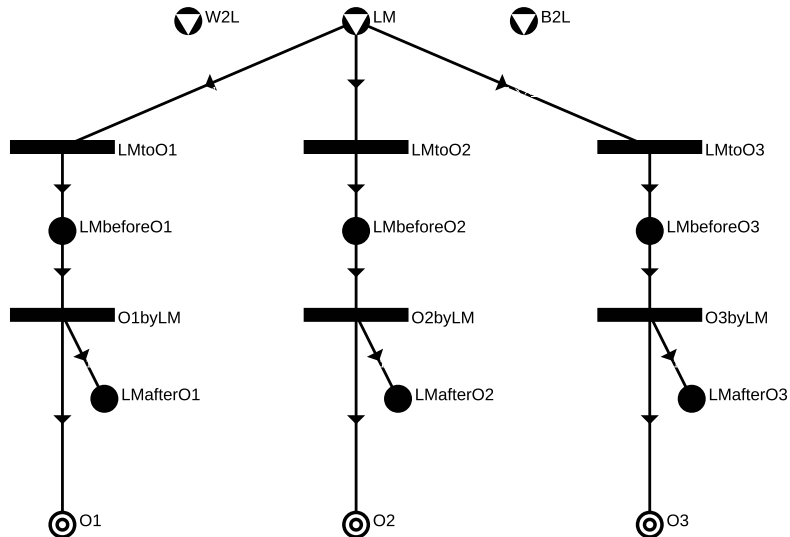 W2L
LM
B2L
LMtoO1
LMtoO2
LMtoO3
LMbeforeO1
LMbeforeO2
LMbeforeO3
O1byLM
O2byLM
O3byLM
LMafterO1
LMafterO2
LMafterO3
O1
O2
O3